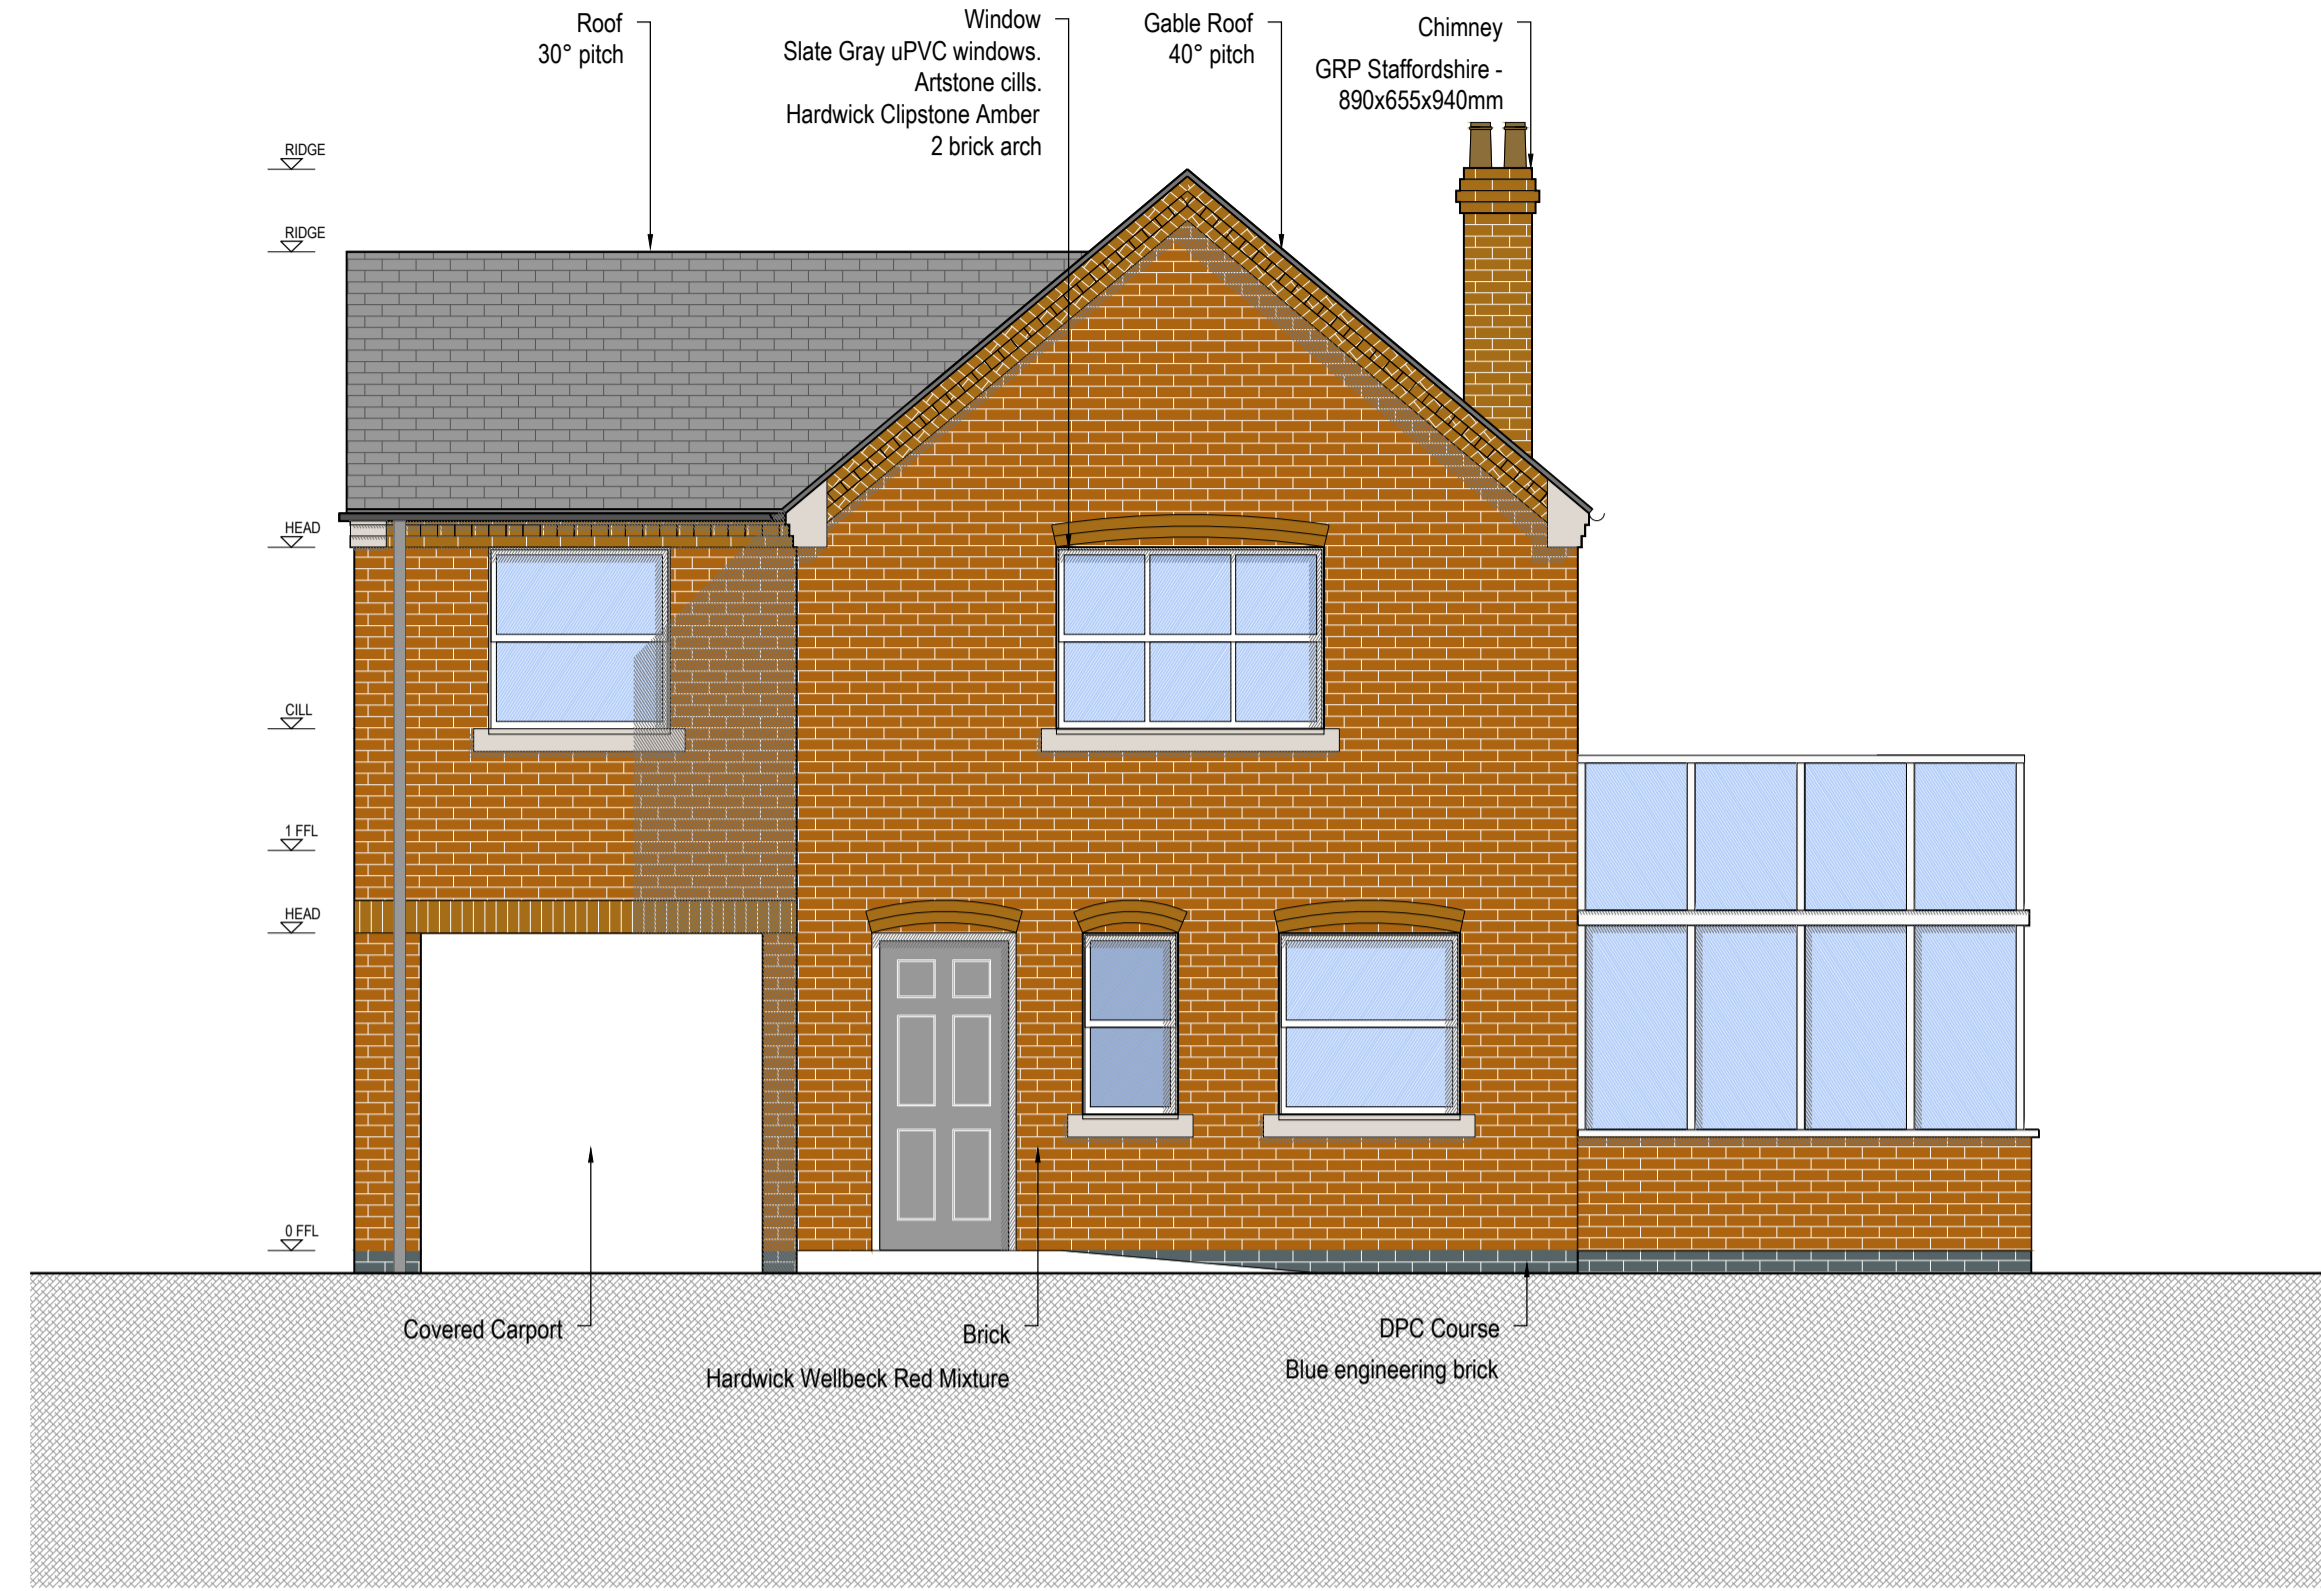 Roof
30° pitch
Window
Slate Gray uPVC windows.
Artstone cills.
Hardwick Clipstone Amber
2 brick arch
Gable Roof
40° pitch
Chimney
GRP Staffordshire -
890x655x940mm
RIDGE
RIDGE
HEAD
CILL
1 FFL
HEAD
0 FFL
Covered Carport
Brick
Hardwick Wellbeck Red Mixture
DPC Course
Blue engineering brick